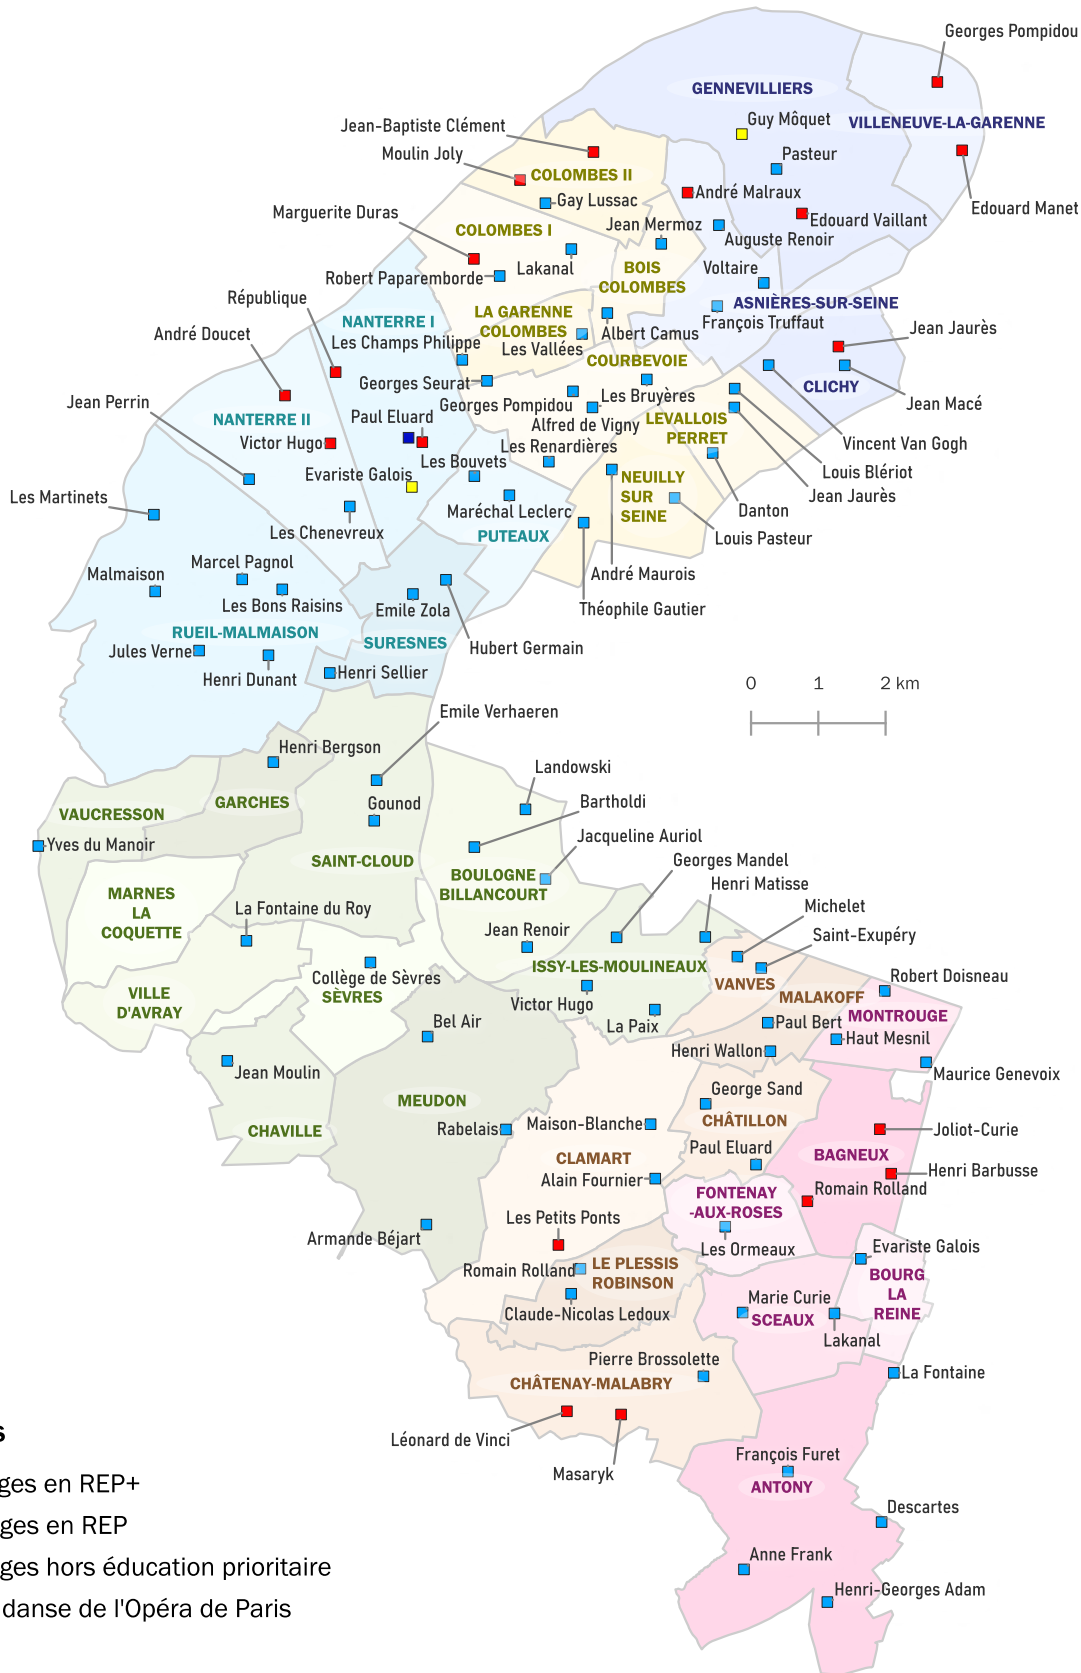 Georges Pompidou
GENNEVILLIERS
VILLENEUVE-LA-GARENNE
Guy Môquet
Jean-Baptiste Clément
Moulin Joly
Pasteur
COLOMBES II
André Malraux
Gay Lussac
Edouard Manet
Marguerite Duras
Edouard Vaillant
Jean Mermoz
COLOMBES I
Auguste Renoir
Lakanal
Voltaire
Robert Paparemborde
BOIS
COLOMBES
République
ASNIÈRES-SUR-SEINE
LA GARENNE
COLOMBES
NANTERRE I
François Truffaut
Jean Jaurès
André Doucet
Albert Camus
Les Champs Philippe
Les Vallées
COURBEVOIE
Georges Seurat
CLICHY
Les Bruyères
Jean Perrin
Georges Pompidou
Jean Macé
NANTERRE II
Paul Eluard
Alfred de Vigny
LEVALLOIS
PERRET
Victor Hugo
Vincent Van Gogh
Les Renardières
Les Bouvets
Evariste Galois
Louis Blériot
NEUILLY
SUR
SEINE
Les Martinets
Jean Jaurès
Maréchal Leclerc
Danton
Les Chenevreux
PUTEAUX
Louis Pasteur
Marcel Pagnol
Malmaison
André Maurois
Les Bons Raisins
Emile Zola
Théophile Gautier
RUEIL-MALMAISON
SURESNES
Hubert Germain
Jules Verne
Henri Dunant
Henri Sellier
0 1 2 km
Emile Verhaeren
Henri Bergson
Landowski
GARCHES
Gounod
Bartholdi
VAUCRESSON
Jacqueline Auriol
Yves du Manoir
SAINT-CLOUD
Georges Mandel
BOULOGNE
BILLANCOURT
Henri Matisse
MARNES
LA
COQUETTE
Michelet
La Fontaine du Roy
Jean Renoir
Saint-Exupéry
ISSY-LES-MOULINEAUX
Collège de Sèvres
Robert Doisneau
VANVES
SÈVRES
VILLE
D'AVRAY
MALAKOFF
Victor Hugo
MONTROUGE
Bel Air
La Paix
Paul Bert
Haut Mesnil
Henri Wallon
Jean Moulin
Maurice Genevoix
George Sand
MEUDON
CHÂTILLON
Maison-Blanche
CHAVILLE
Rabelais
Joliot-Curie
Paul Eluard
BAGNEUX
CLAMART
Henri Barbusse
Alain Fournier
Romain Rolland
FONTENAY
-AUX-ROSES
Les Petits Ponts
Armande Béjart
Les Ormeaux
Evariste Galois
LE PLESSIS
ROBINSON
Romain Rolland
BOURG
LA
REINE
Marie Curie
Claude-Nicolas Ledoux
SCEAUX
Lakanal
Pierre Brossolette
La Fontaine
CHÂTENAY-MALABRY
s
Léonard de Vinci
François Furet
Masaryk
ges en REP+
ANTONY
Descartes
ges en REP
Anne Frank
ges hors éducation prioritaire
Henri-Georges Adam
danse de l'Opéra de Paris